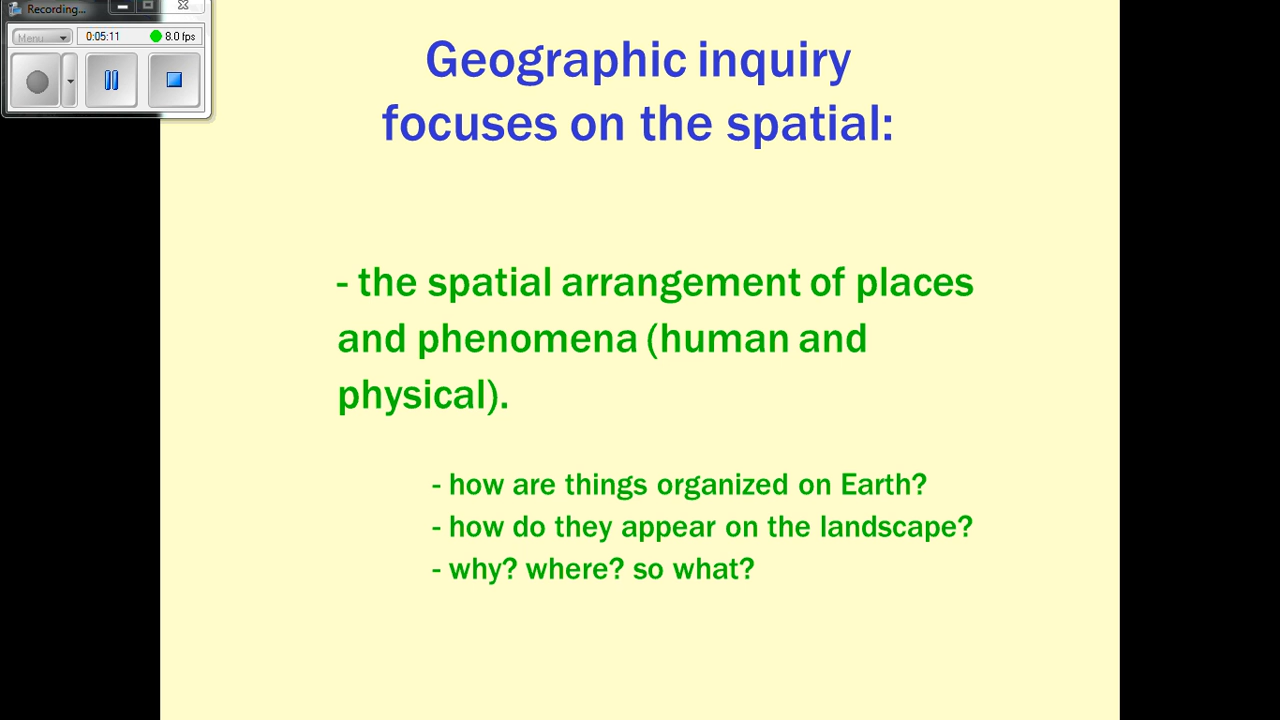 Recording...
Menu
0:05:11
8.0 fps
Geographic inquiry
focuses on the spatial:
- the spatial arrangement of places
and phenomena (human and
physical).
- how are things organized on Earth?
- how do they appear on the landscape?
- why? where? so what?